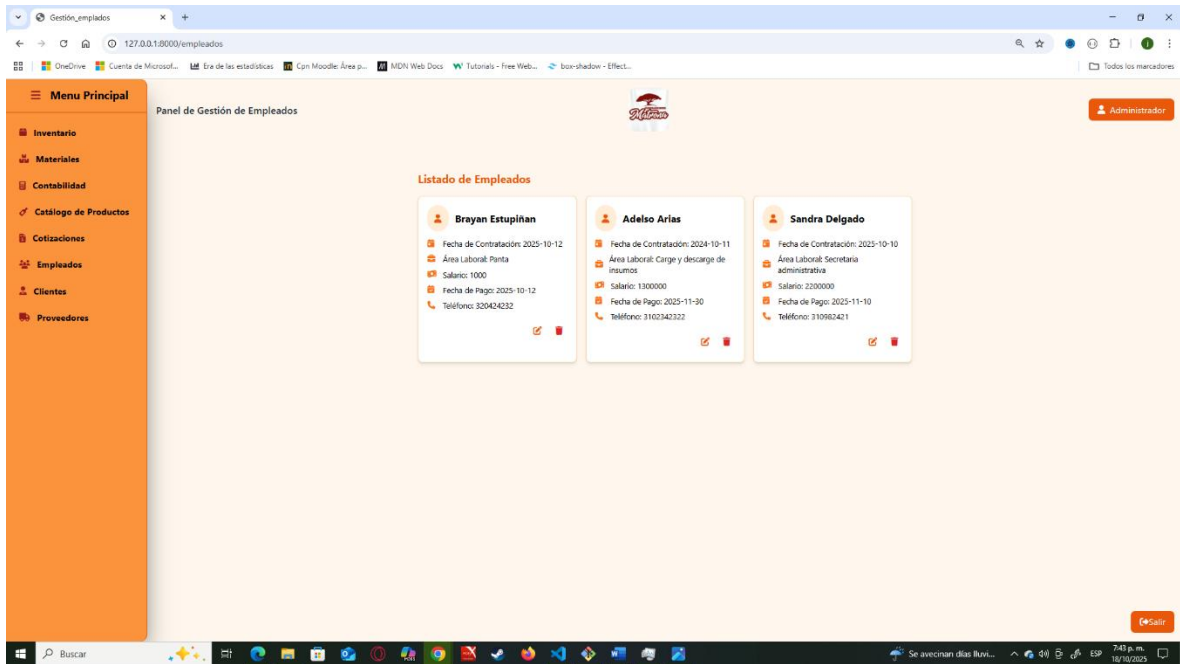 Gestión_emplados
127.0.0.1:8000/empleados
OneDrive
Cuenta de Microsof...
Era de las estadísticas
Cpn Moodle: Área p...
MDN Web Docs
Tutorials - Free Web...
box-shadow - Effect...
Todos los marcadores
Menu Principal
Inventario
Materiales
Contabilidad
Catálogo de Productos
Cotizaciones
Empleados
Clientes
Proveedores
Panel de Gestión de Empleados
Matrona
Administrador
Listado de Empleados
Brayan Estupiñan
Fecha de Contratación: 2025-10-12
Área Laboral: Panta
Salario: 1000
Fecha de Pago: 2025-10-12
Teléfono: 320424232
Adelso Arias
Fecha de Contratación: 2024-10-11
Área Laboral: Carge y descarge de
insumos
Salario: 1300000
Fecha de Pago: 2025-11-30
Teléfono: 3102342322
Sandra Delgado
Fecha de Contratación: 2025-10-10
Área Laboral: Secretaria
administrativa
Salario: 2200000
Fecha de Pago: 2025-11-10
Teléfono: 310982421
Salir
Buscar
Se avecinan días lluvi...
ESP
7:43 p. m.
18/10/2025